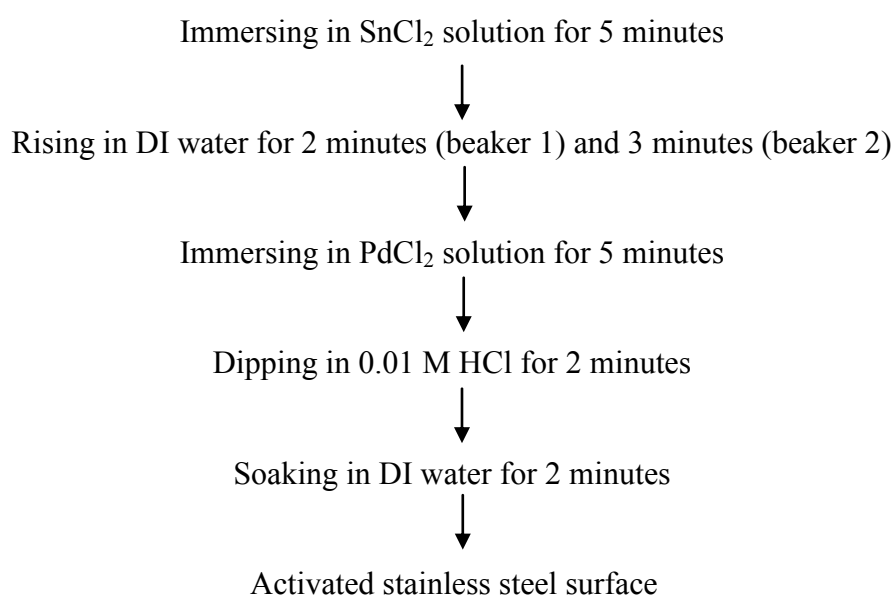 Immersing in SnCl₂ solution for 5 minutes
Rising in DI water for 2 minutes (beaker 1) and 3 minutes (beaker 2)
Immersing in PdCl₂ solution for 5 minutes
Dipping in 0.01 M HCl for 2 minutes
Soaking in DI water for 2 minutes
Activated stainless steel surface